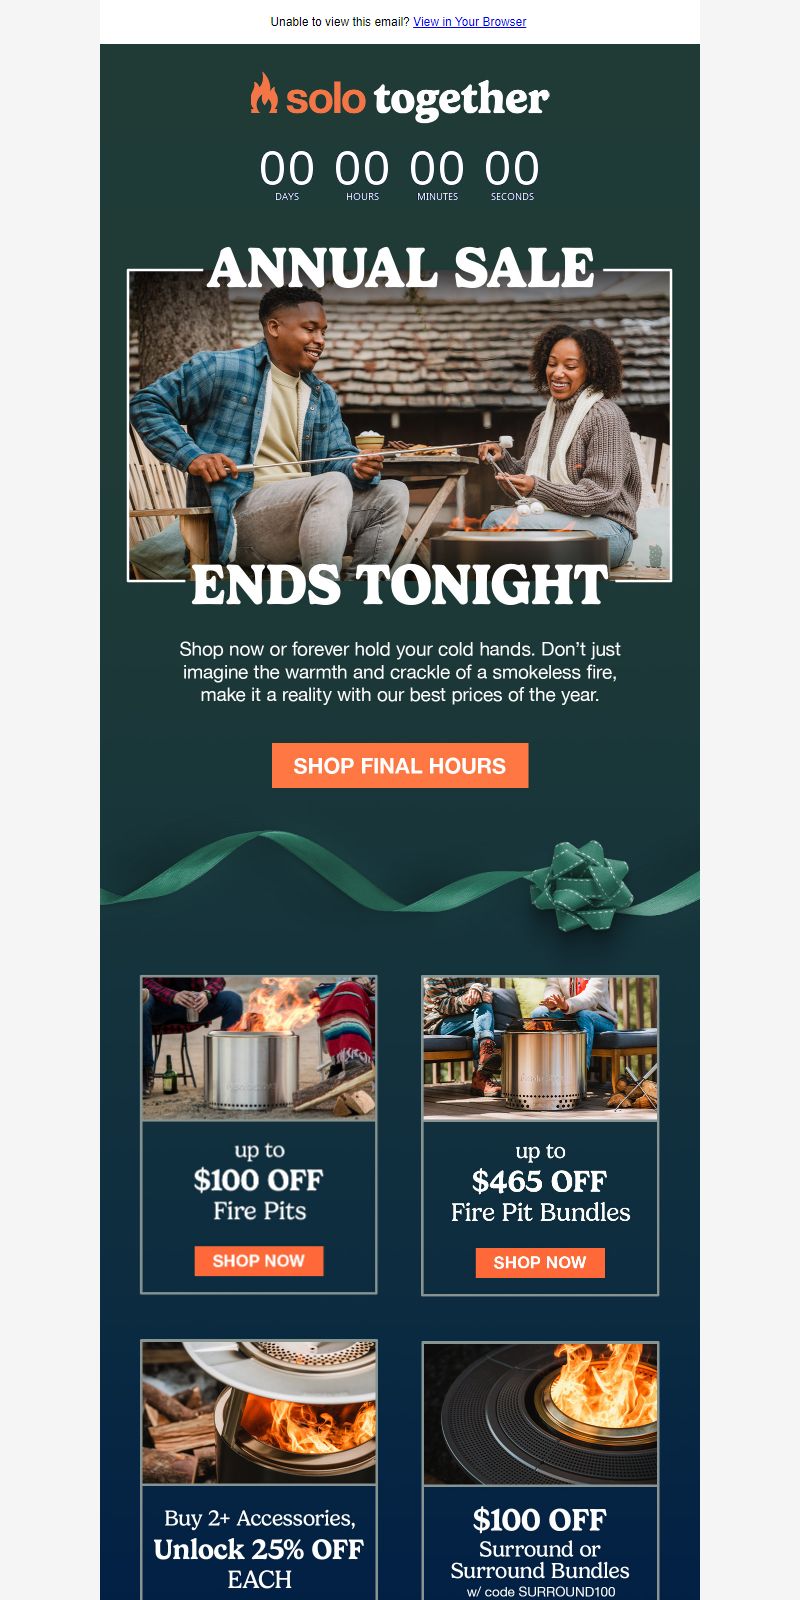 Unable to view this email? View in Your Browser
solo together
00 00 00 00
DAYS HOURS MINUTES SECONDS
ANNUAL SALE
ENDS TONIGHT
Shop now or forever hold your cold hands. Don’t just
imagine the warmth and crackle of a smokeless fire,
make it a reality with our best prices of the year.
SHOP FINAL HOURS
up to
$100 OFF
Fire Pits
SHOP NOW
up to
$465 OFF
Fire Pit Bundles
SHOP NOW
Buy 2+ Accessories,
Unlock 25% OFF
EACH
$100 OFF
Surround or
Surround Bundles
w/ code SURROUND100